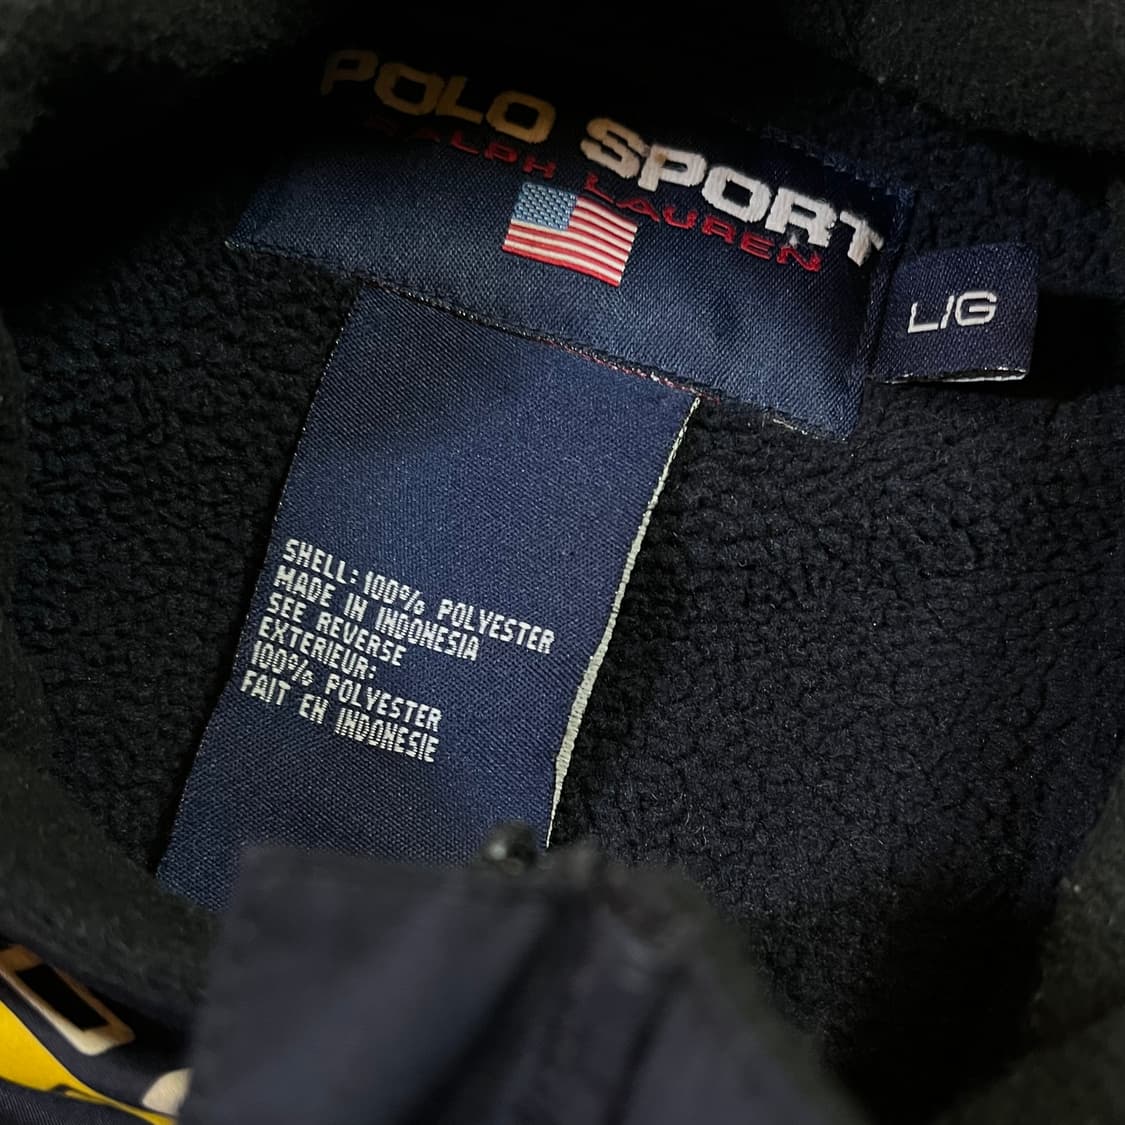 POLO SPORT
RALPH LAUREN
L/G
SHELL: 100% POLYESTER
MADE IN INDONESIA
SEE REVERSE
EXTERIEUR:
100% POLYESTER
FAIT EN INDONESIE